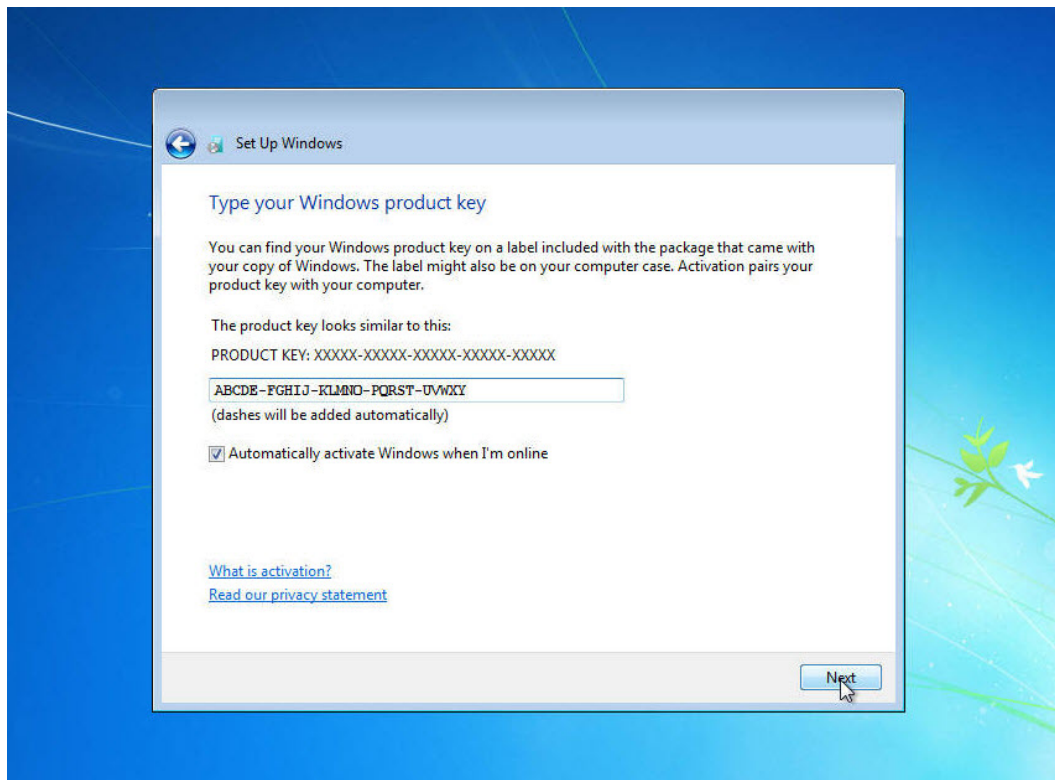 Set Up Windows
Type your Windows product key
You can find your Windows product key on a label included with the package that came with
your copy of Windows. The label might also be on your computer case. Activation pairs your
product key with your computer.
The product key looks similar to this:
PRODUCT KEY: XXXXX-XXXXX-XXXXX-XXXXX-XXXXX
ABCDE-FGHIJ-KLMNO-PQRST-UVWXY
(dashes will be added automatically)
Automatically activate Windows when I'm online
What is activation?
Read our privacy statement
Next